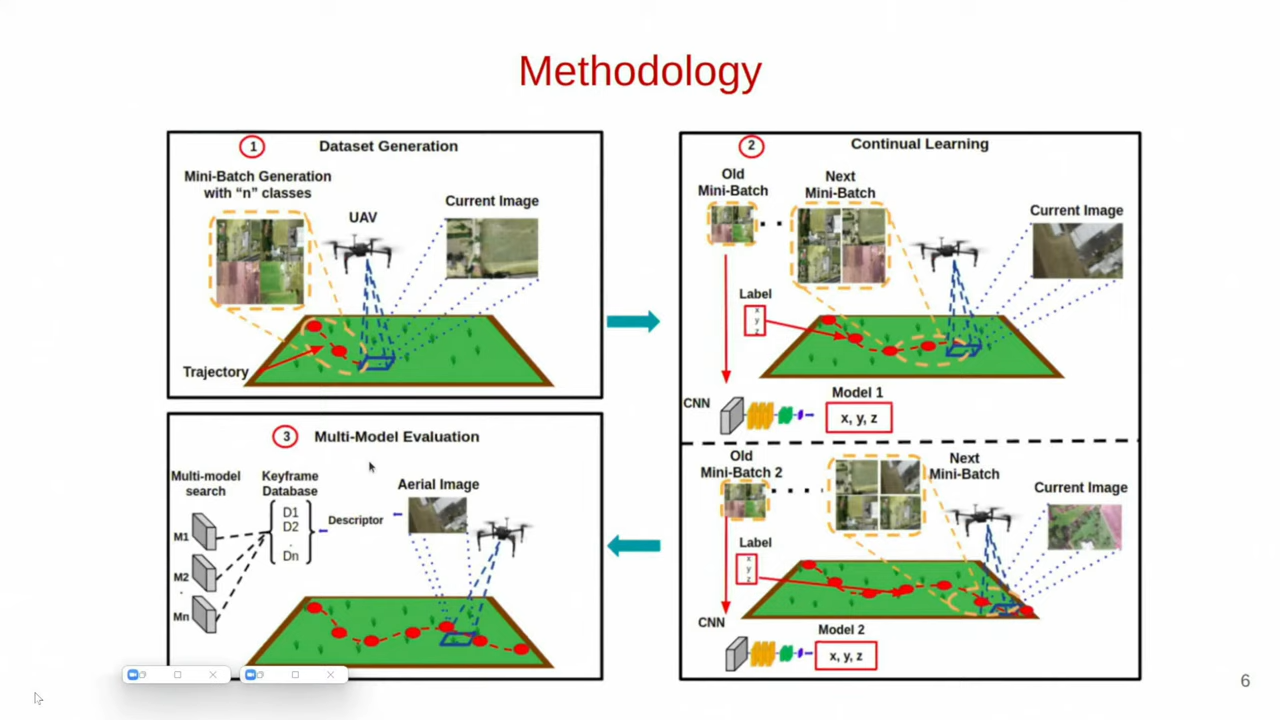 Methodology
1
Dataset Generation
Mini-Batch Generation
with “n” classes
UAV
Current Image
Trajectory
2
Continual Learning
Old
Mini-Batch
Next
Mini-Batch
Current Image
Label
x
y
z
CNN
Model 1
x, y, z
Old
Mini-Batch 2
Next
Mini-Batch
Current Image
Label
x
y
z
CNN
Model 2
x, y, z
3
Multi-Model Evaluation
Multi-model
search
Keyframe
Database
Aerial Image
D1
D2
.
Dn
Descriptor
M1
M2
.
Mn
6